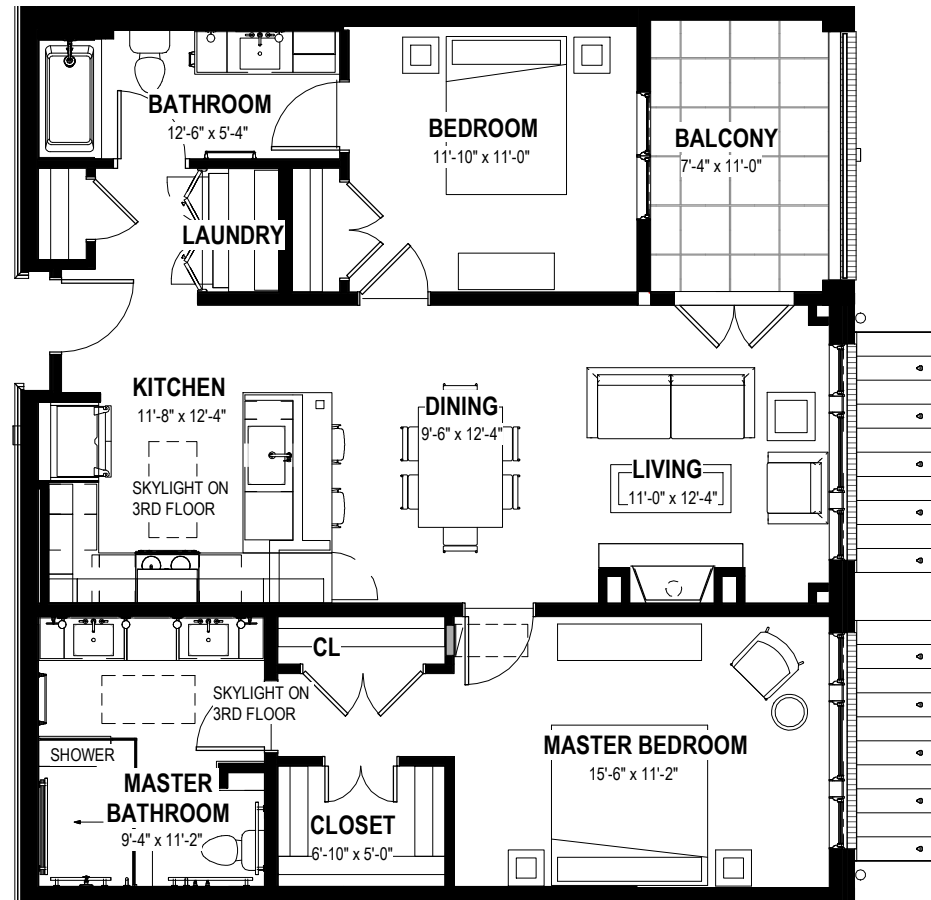 BATHROOM
12'-6" x 5'-4"
BEDROOM
11'-10" x 11'-0"
BALCONY
7'-4" x 11'-0"
LAUNDRY
KITCHEN
11'-8" x 12'-4"
SKYLIGHT ON
3RD FLOOR
DINING
9'-6" x 12'-4"
LIVING
11'-0" x 12'-4"
CL
SKYLIGHT ON
3RD FLOOR
SHOWER
MASTER
BATHROOM
9'-4" x 11'-2"
CLOSET
6'-10" x 5'-0"
MASTER BEDROOM
15'-6" x 11'-2"